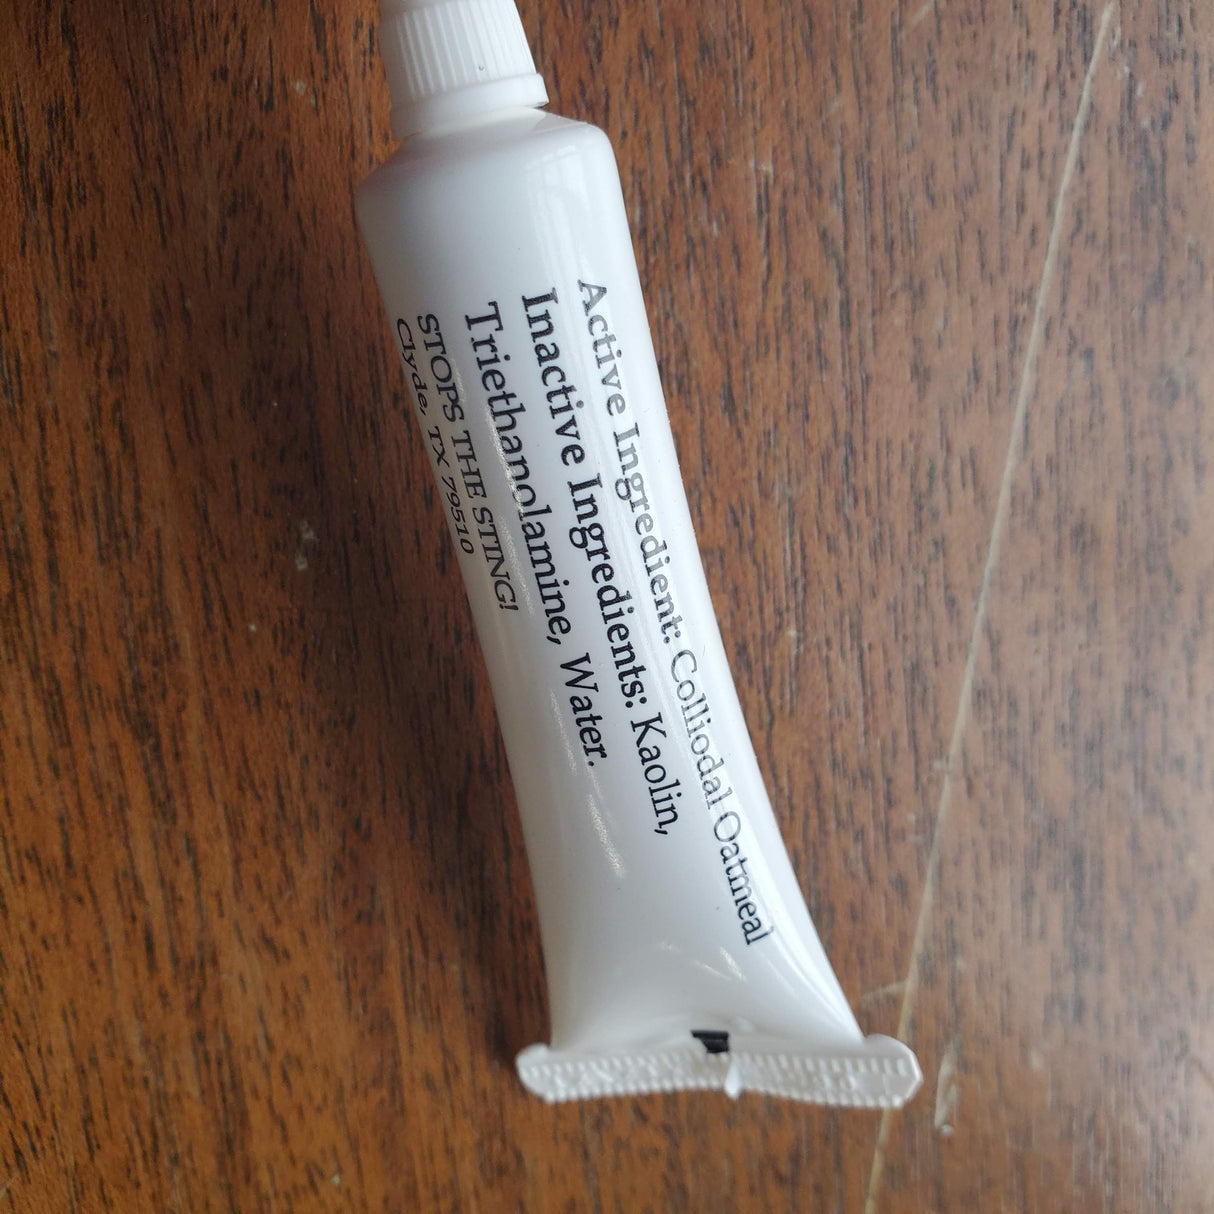 Active Ingredient: Colliodal Oatmeal
Inactive Ingredients: Kaolin,
Triethanolamine, Water.
STOPS THE STING!
Clyde, TX 79510